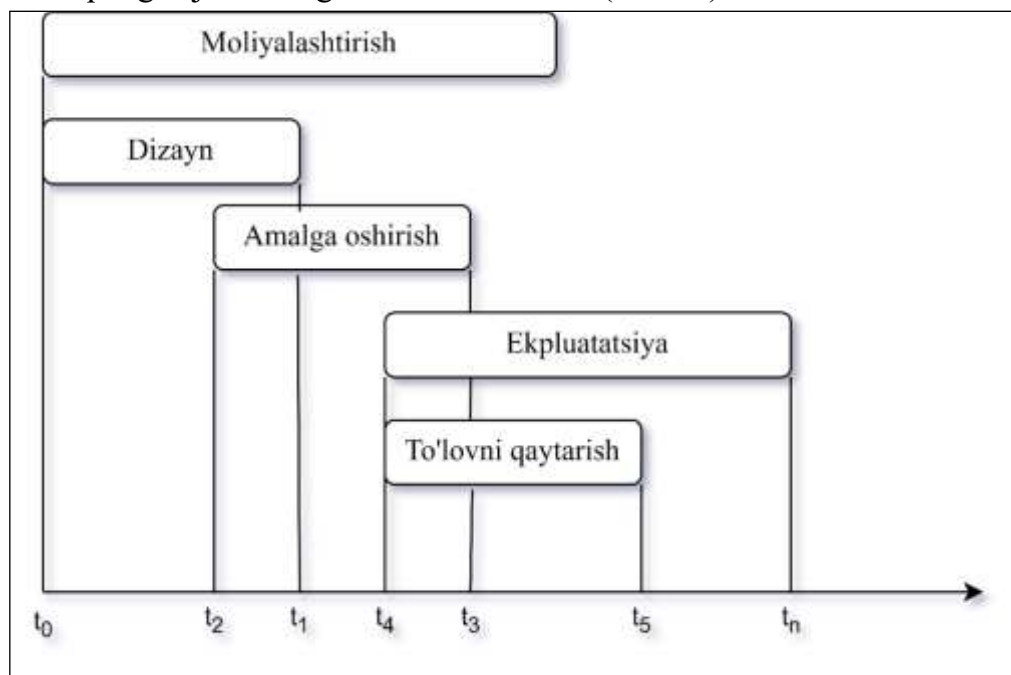 Moliyalashtirish
Dizayn
Amalga oshirish
Ekpluatatsiya
To'lovni qaytarish
t0 t2 t1 t4 t3 t5 tn